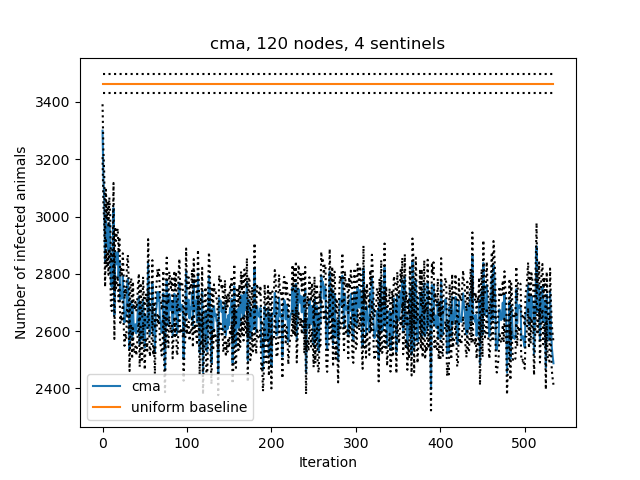 cma, 120 nodes, 4 sentinels
Number of infected animals
3400
3200
3000
2800
2600
2400
cma
uniform baseline
0 100 200 300 400 500
Iteration